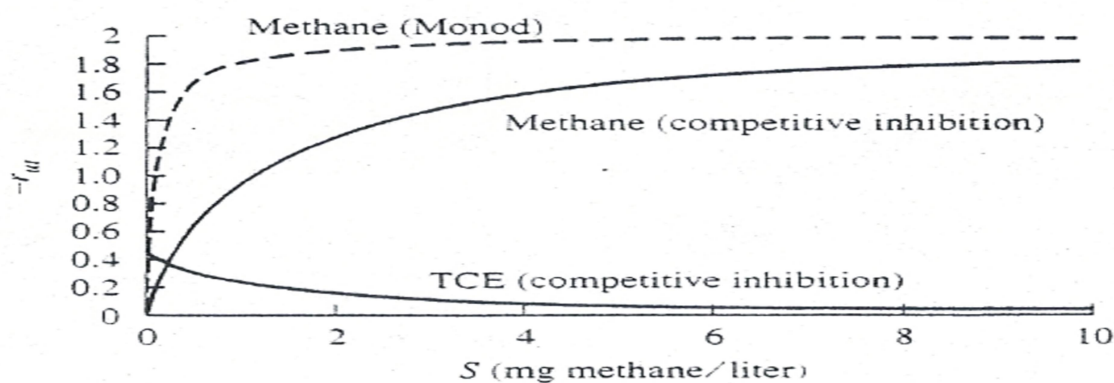 Methane (Monod)
2
1.8
1.6
1.4
1.2
1.0
0.8
0.6
0.4
0.2
0
Methane (competitive inhibition)
TCE (competitive inhibition)
0 2 4 6 8 10
S (mg methane/liter)